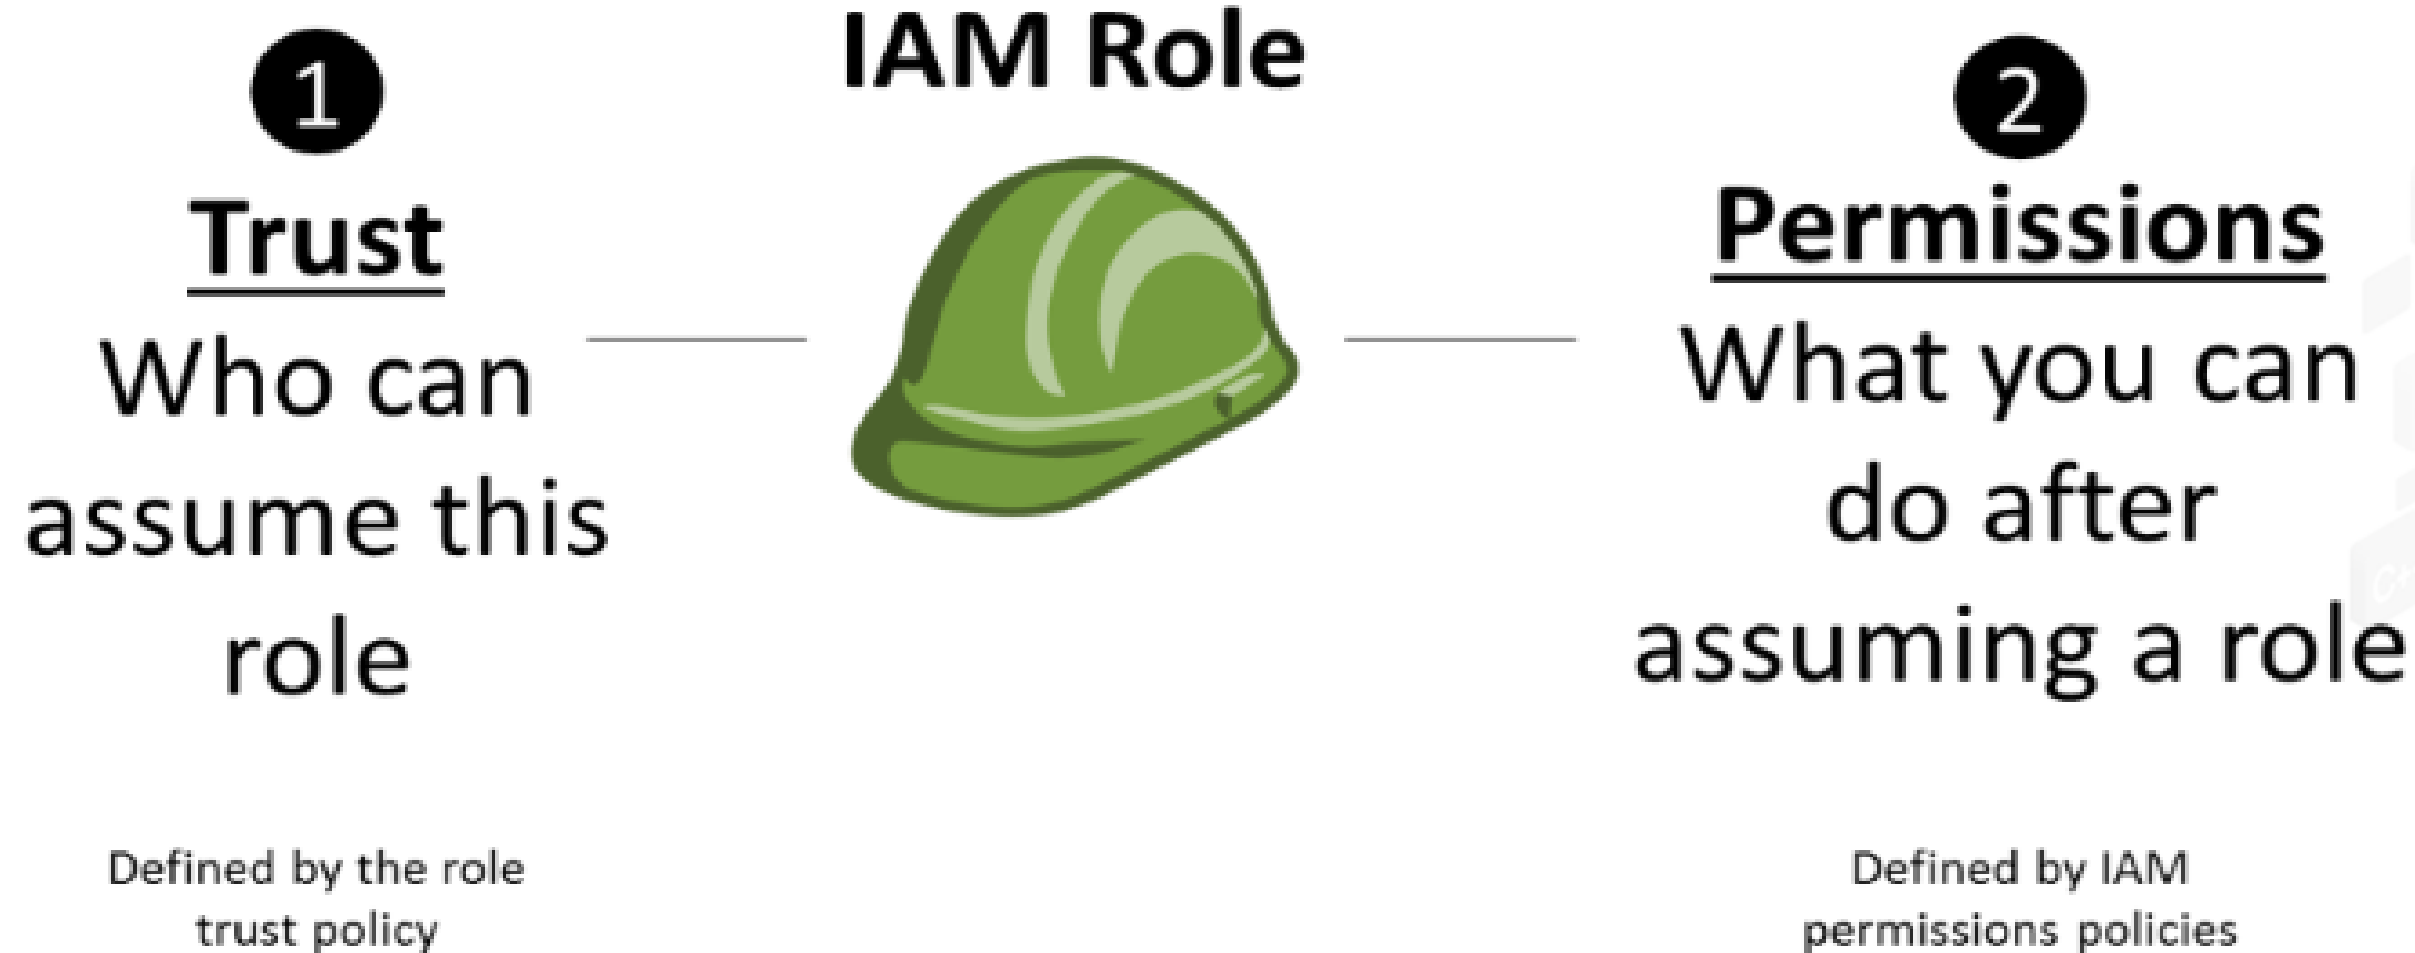 IAM Role
1
Trust
Who can
assume this
role
Defined by the role
trust policy
2
Permissions
What you can
do after
assuming a role
Defined by IAM
permissions policies